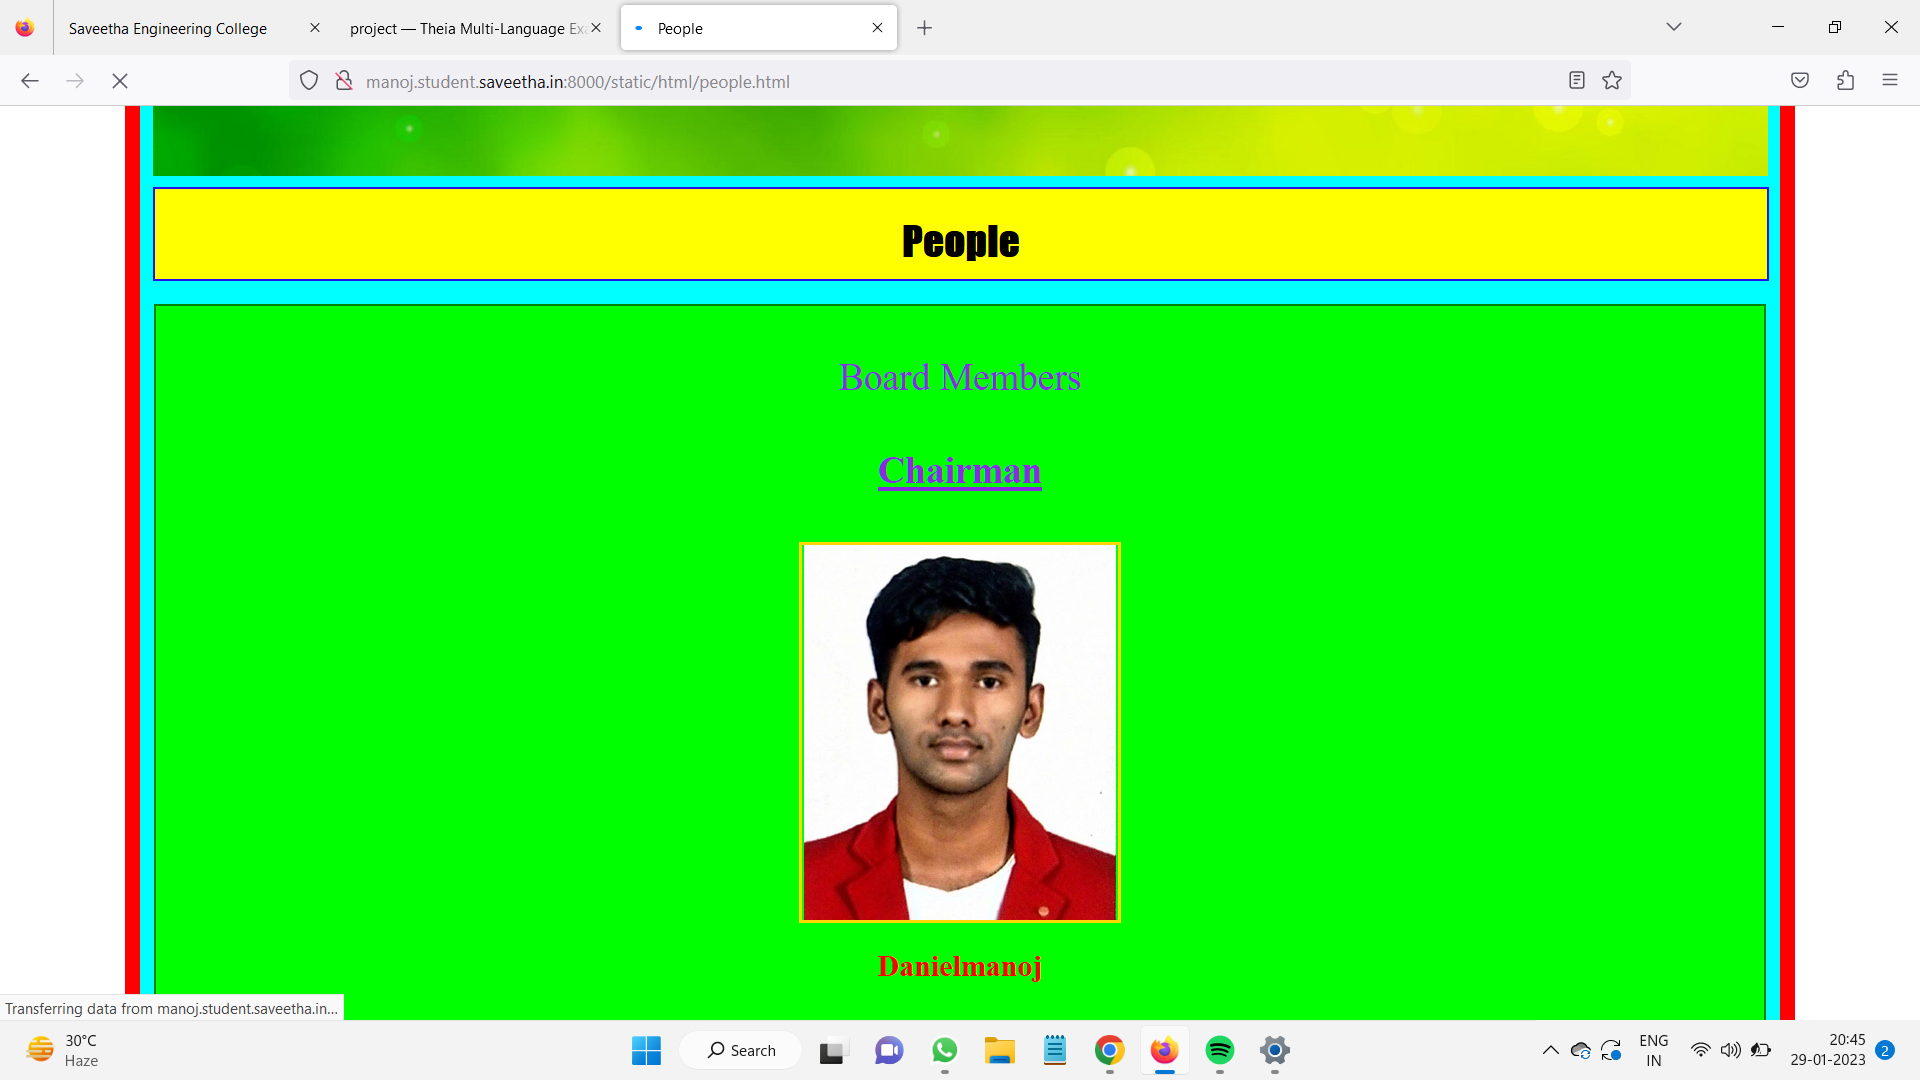 Saveetha Engineering College
project — Theia Multi-Language Exa
People
manoj.student.saveetha.in:8000/static/html/people.html
People
Board Members
Chairman
Danielmanoj
Transferring data from manoj.student.saveetha.in...
30°C
Haze
Search
ENG
IN
20:45
29-01-2023
2